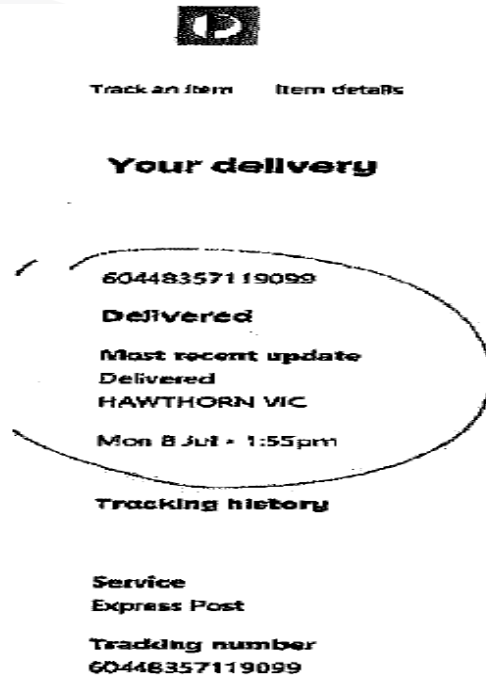 Track an item Item details
Your delivery
60448357119099
Delivered
Most recent update
Delivered
HAWTHORN VIC
Mon 8 Jul - 1:55pm
Tracking history
Service
Express Post
Tracking number
60448357119099